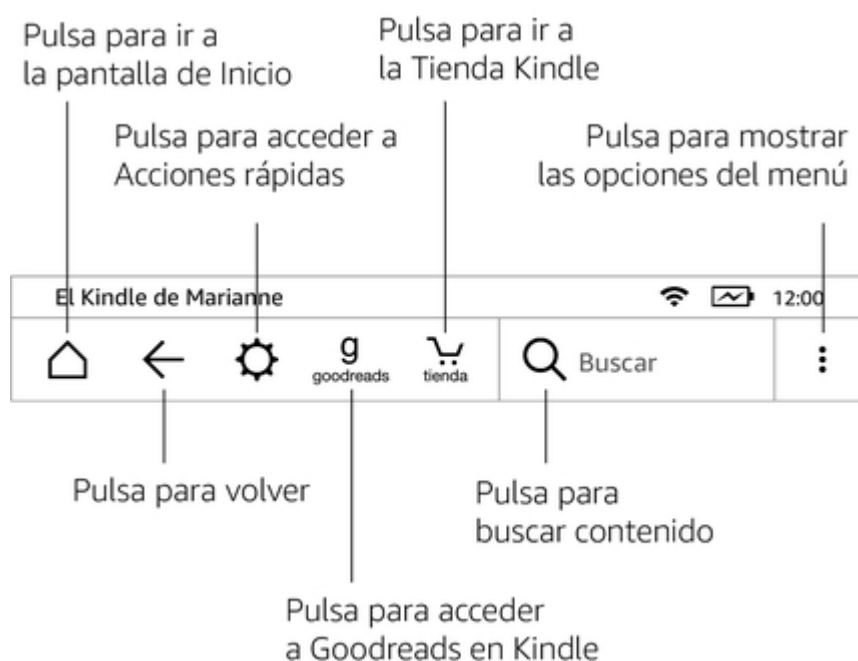 Pulsa para ir a
la pantalla de Inicio
Pulsa para ir a
la Tienda Kindle
Pulsa para acceder a
Acciones rápidas
Pulsa para mostrar
las opciones del menú
El Kindle de Marianne
12:00
g
goodreads
tienda
Buscar
Pulsa para volver
Pulsa para
buscar contenido
Pulsa para acceder
a Goodreads en Kindle